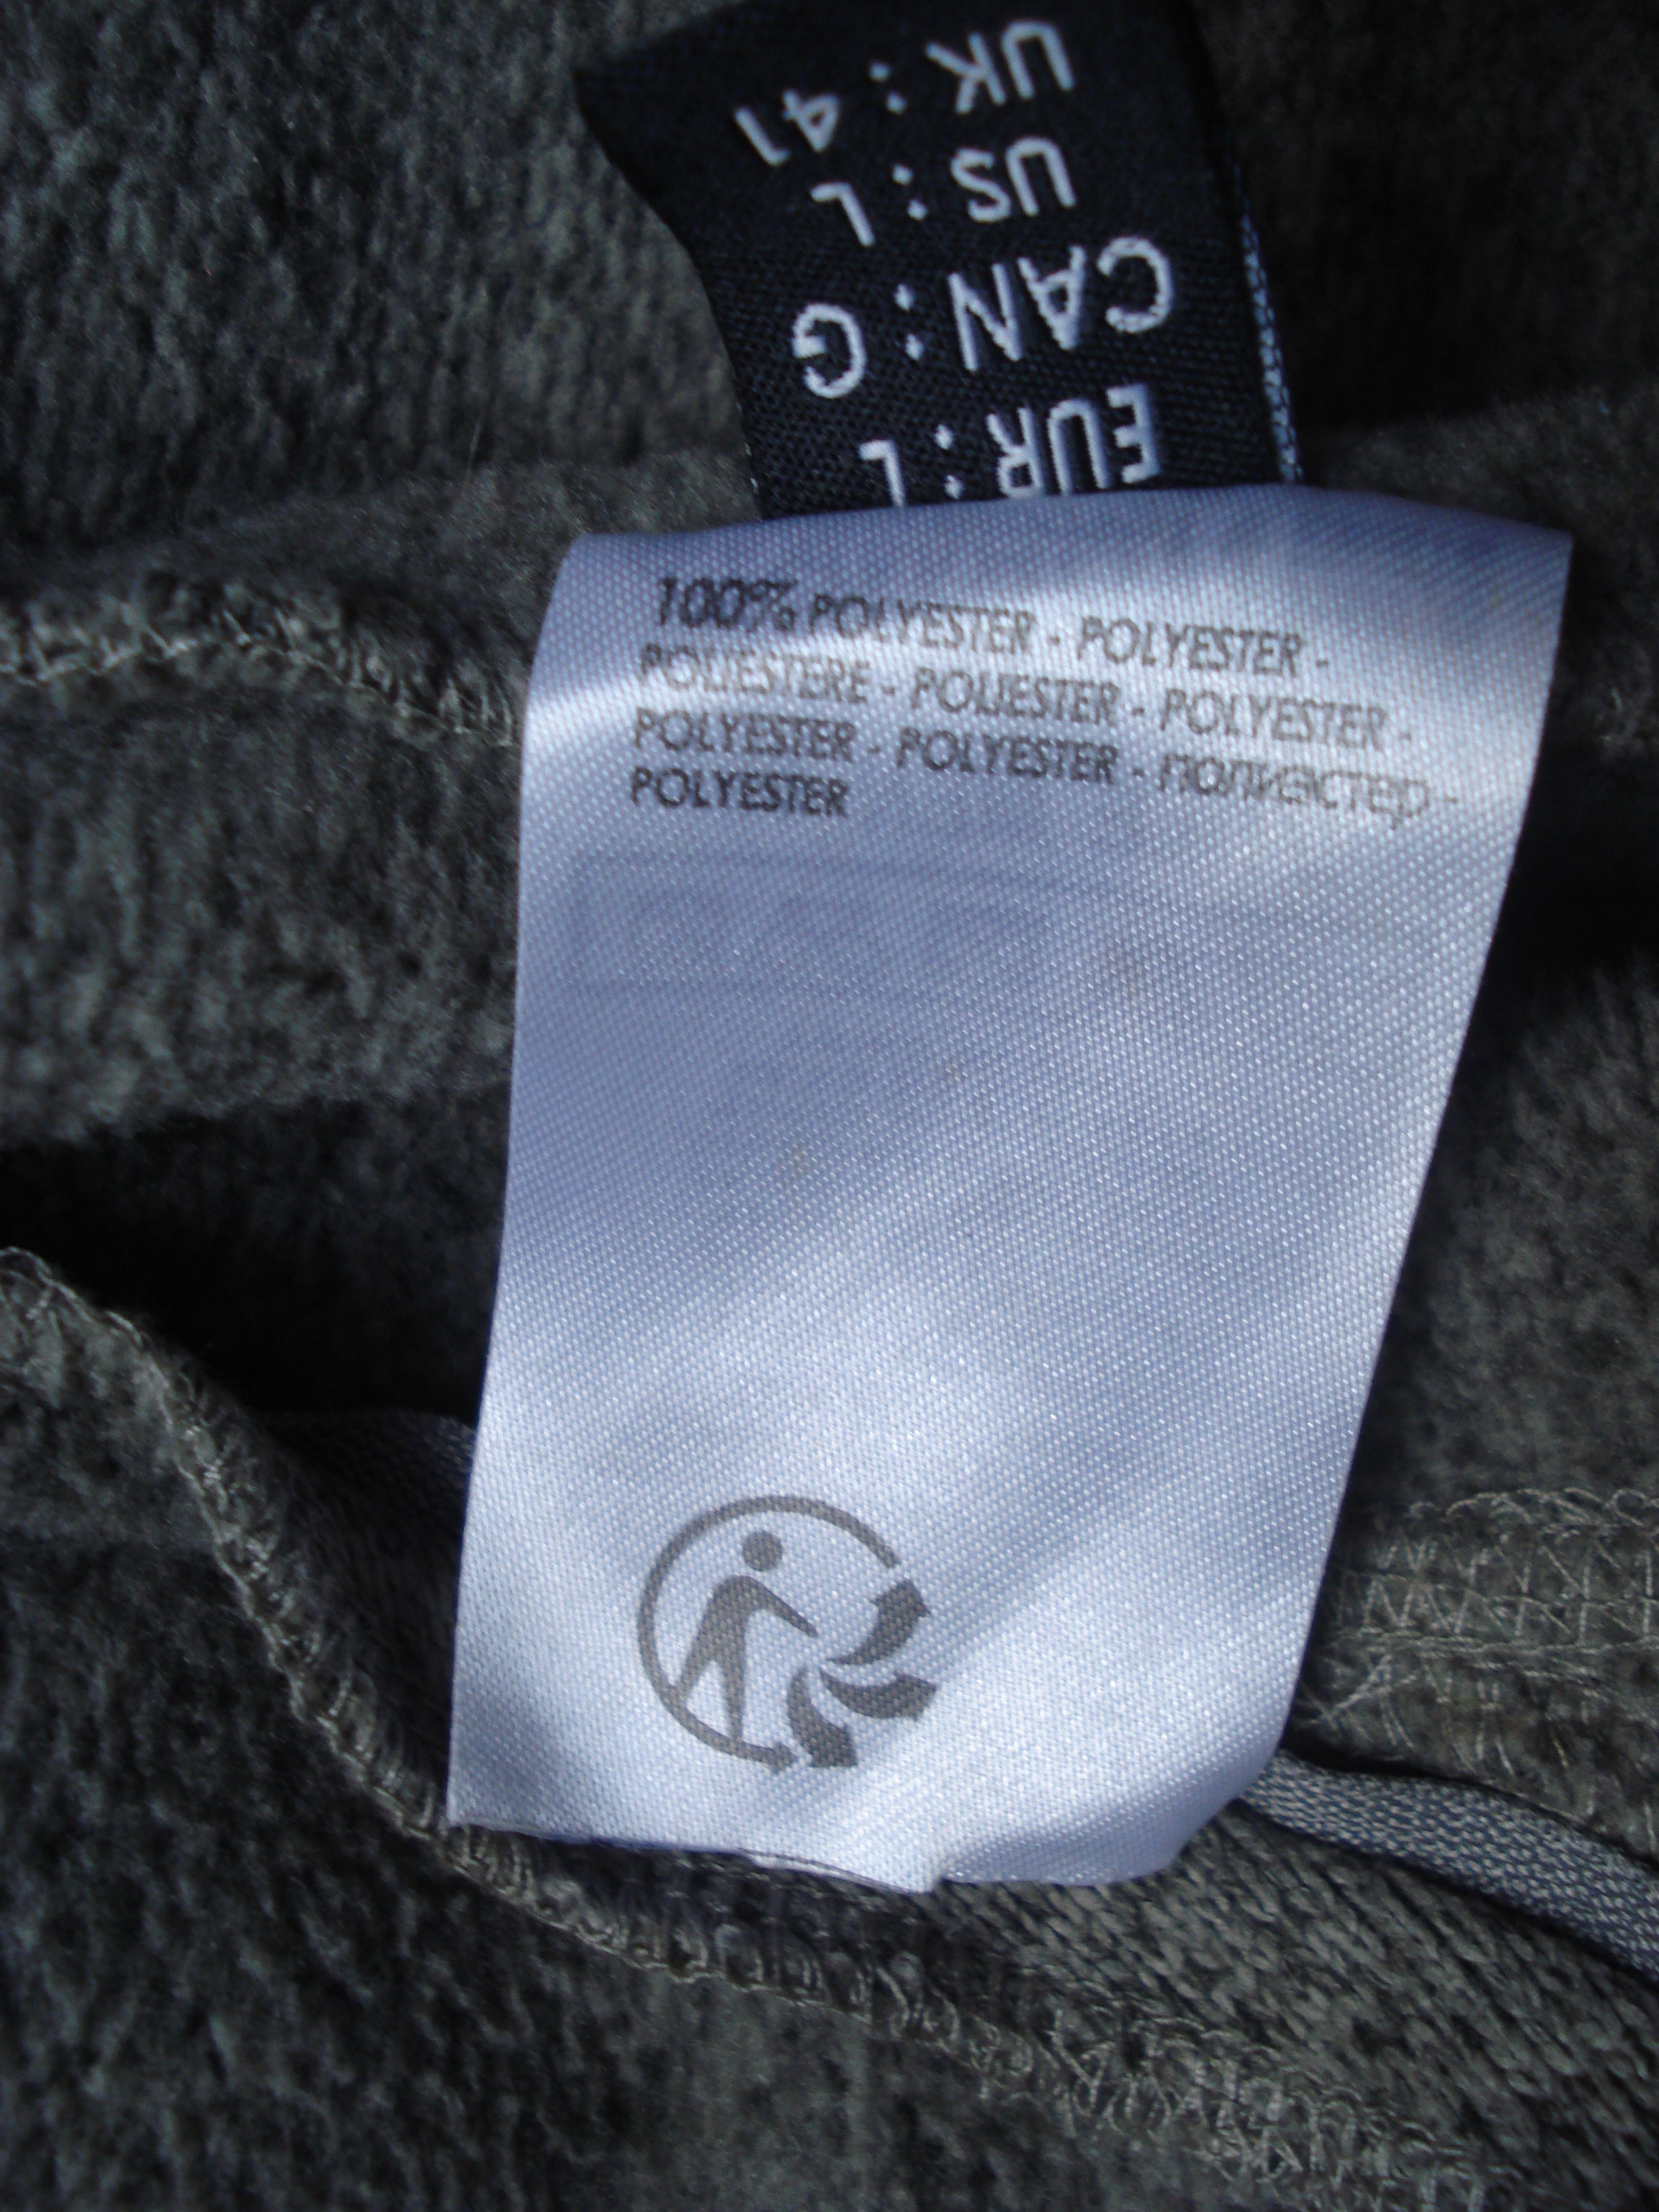 UK : 41
US : L
CAN : G
EUR : L
100% POLYESTER - POLYESTER -
POLIESTERE - POLIESTER - POLYESTER -
POLYESTER - POLYESTER - полиэстер -
POLYESTER